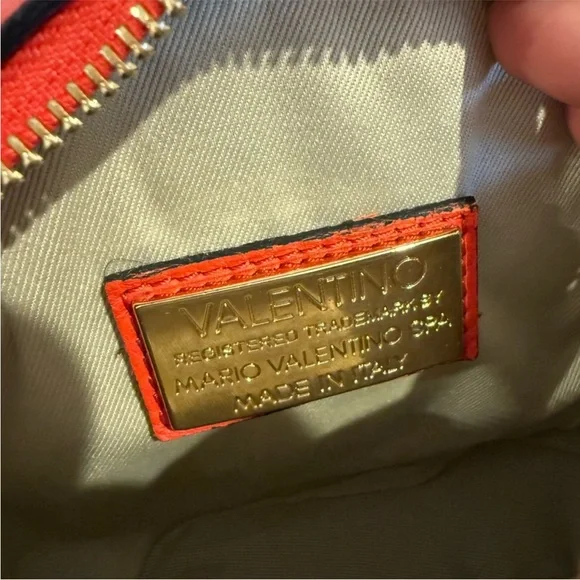 VALENTINO
REGISTERED TRADEMARK BY
MARIO VALENTINO SPA
MADE IN ITALY